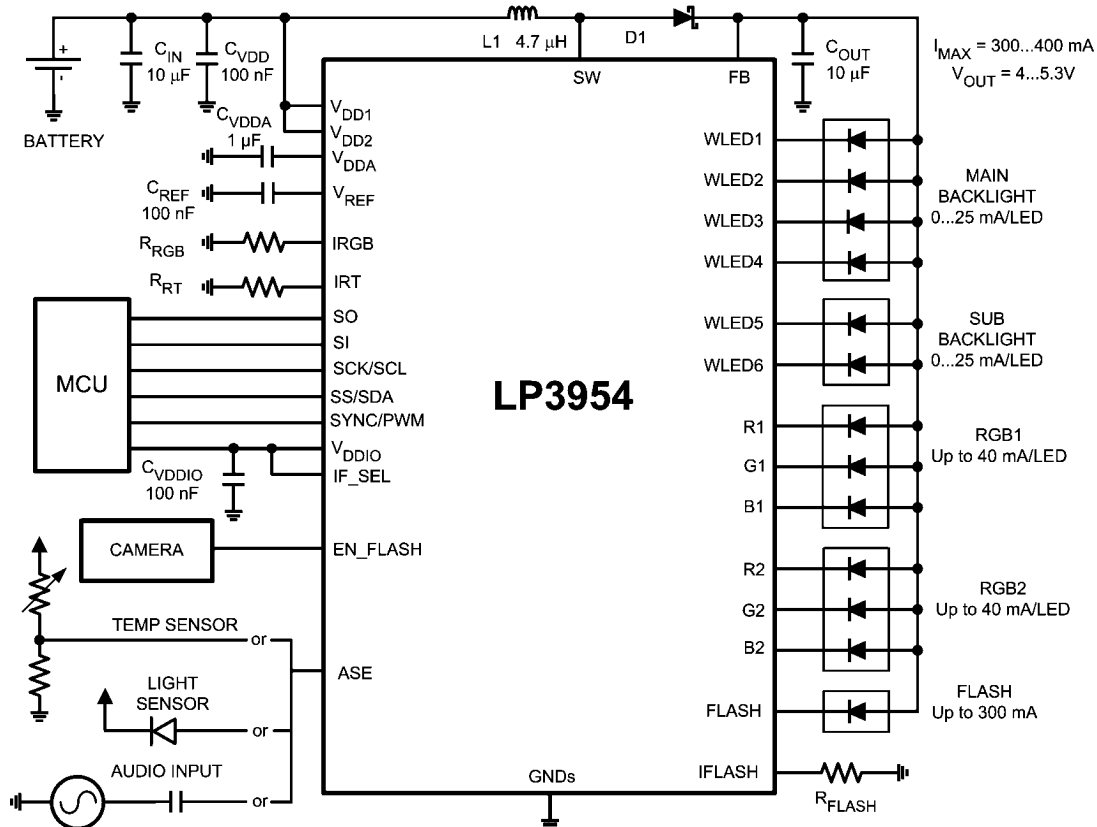 L1 4.7 μH
D1
+
-
BATTERY
C_IN
10 μF
C_VDD
100 nF
SW
FB
C_OUT
10 μF
I_MAX = 300...400 mA
V_OUT = 4...5.3V
C_VDDA
1 μF
V_DD1
V_DD2
V_DDA
C_REF
100 nF
V_REF
R_RGB
IRGB
R_RT
IRT
MCU
SO
SI
SCK/SCL
SS/SDA
SYNC/PWM
V_DDIO
IF_SEL
C_VDDIO
100 nF
CAMERA
EN_FLASH
TEMP SENSOR
or
ASE
LIGHT
SENSOR
or
AUDIO INPUT
or
LP3954
GNDs
WLED1
WLED2
WLED3
WLED4
MAIN
BACKLIGHT
0...25 mA/LED
WLED5
WLED6
SUB
BACKLIGHT
0...25 mA/LED
R1
G1
B1
RGB1
Up to 40 mA/LED
R2
G2
B2
RGB2
Up to 40 mA/LED
FLASH
FLASH
Up to 300 mA
IFLASH
R_FLASH